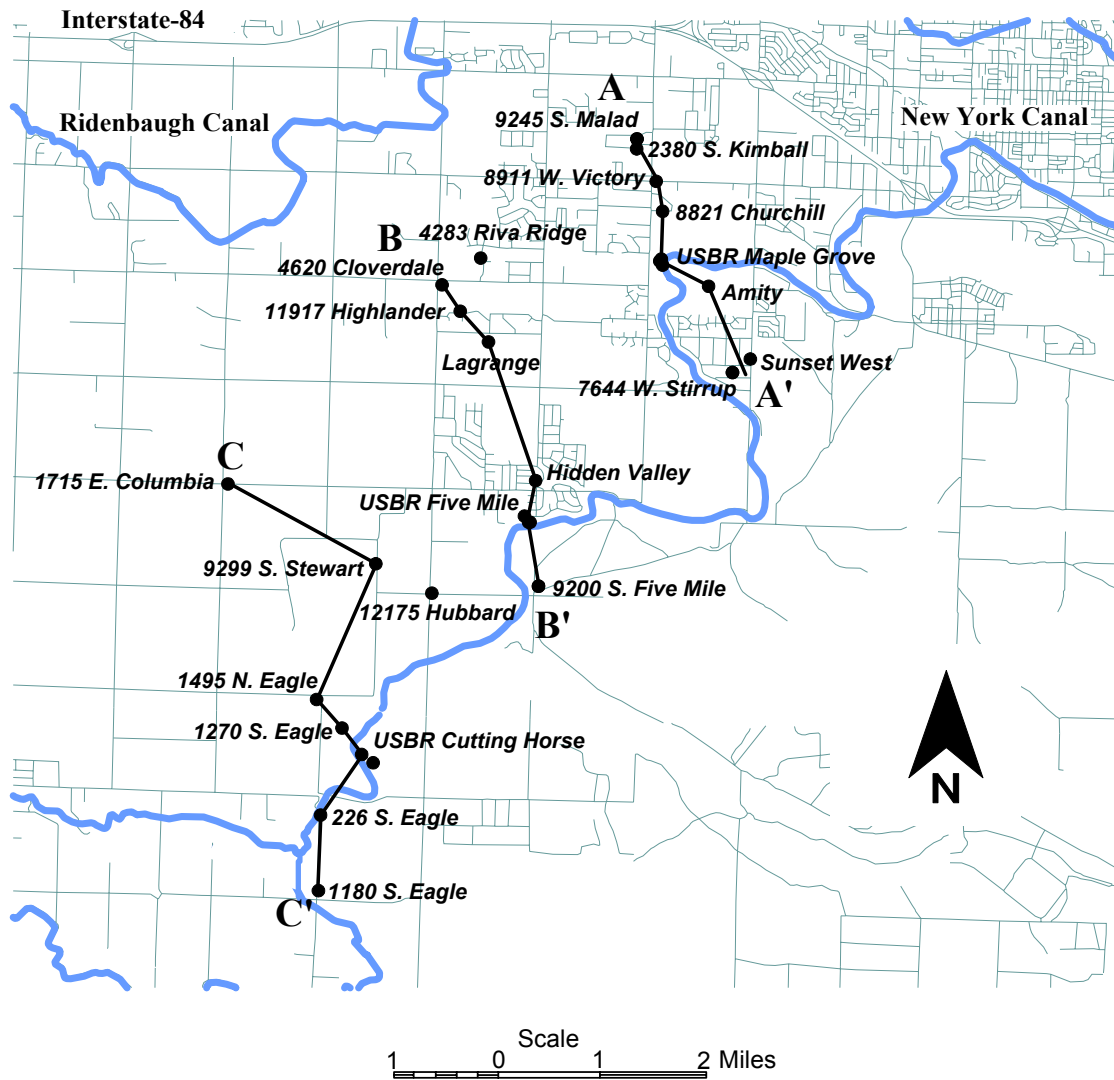 Interstate-84
A
9245 S. Malad
Ridenbaugh Canal
New York Canal
2380 S. Kimball
8911 W. Victory
8821 Churchill
B
4283 Riva Ridge
USBR Maple Grove
4620 Cloverdale
Amity
11917 Highlander
Lagrange
Sunset West
7644 W. Stirrup
A'
C
1715 E. Columbia
Hidden Valley
USBR Five Mile
9299 S. Stewart
12175 Hubbard
9200 S. Five Mile
B'
1495 N. Eagle
1270 S. Eagle
USBR Cutting Horse
N
226 S. Eagle
1180 S. Eagle
C'
Scale
1 0 1 2 Miles